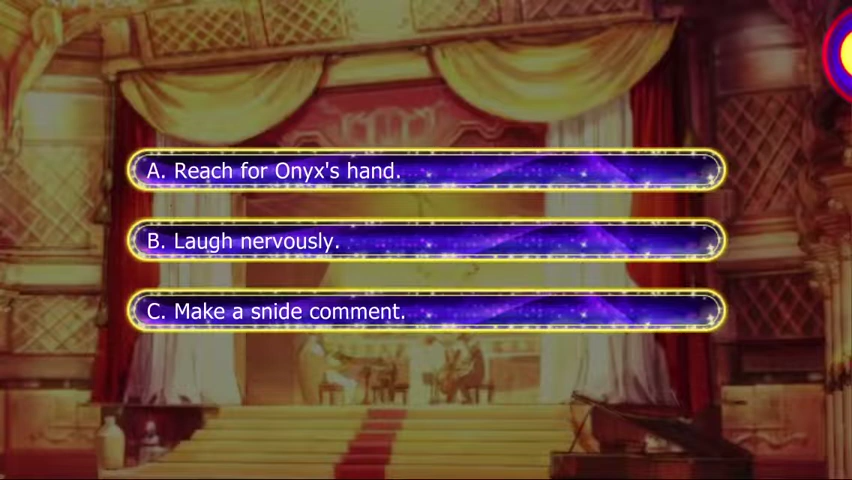 A. Reach for Onyx's hand.
B. Laugh nervously.
C. Make a snide comment.